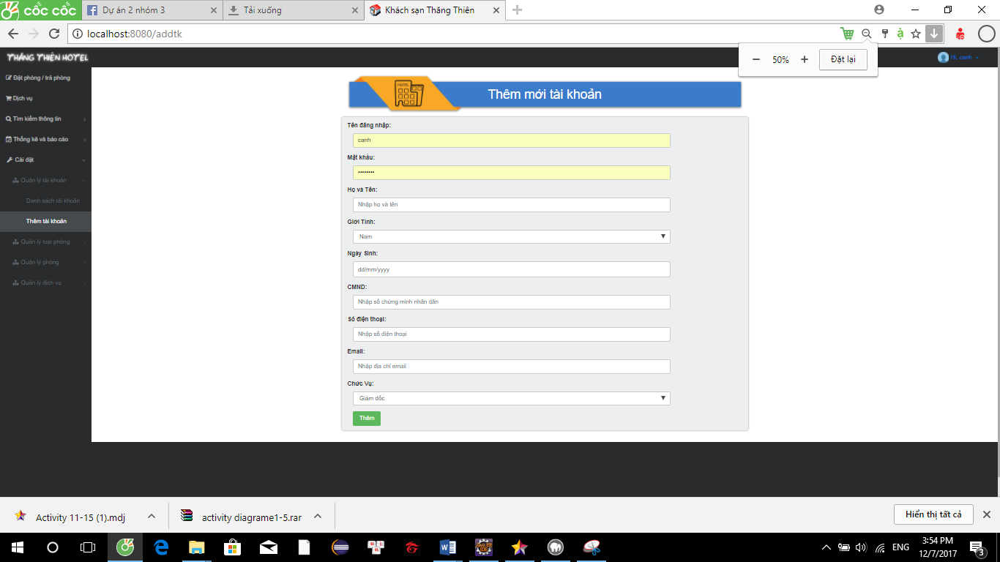 cốc cốc
Dự án 2 nhóm 3
Tải xuống
Khách sạn Thăng Thiên
localhost:8080/addtk
50%
Đặt lại
THĂNG THIÊN HOTEL
Hi, canh
Đặt phòng / trả phòng
Dịch vụ
Tìm kiếm thông tin
Thống kê và báo cáo
Cài đặt
Quản lý tài khoản
Danh sách tài khoản
Thêm tài khoản
Quản lý loại phòng
Quản lý phòng
Quản lý dịch vụ
HOTEL
Thêm mới tài khoản
Tên đăng nhập:
canh
Mật khẩu:
••••••••
Họ và Tên:
Nhập họ và tên
Giới Tính:
Nam
Ngày Sinh:
dd/mm/yyyy
CMND:
Nhập số chứng minh nhân dân
Số điện thoại:
Nhập số điện thoại
Email:
Nhập địa chỉ email
Chức Vụ:
Giám đốc
Thêm
Activity 11-15 (1).mdj
activity diagrame1-5.rar
Hiển thị tất cả
ENG
3:54 PM
12/7/2017
3